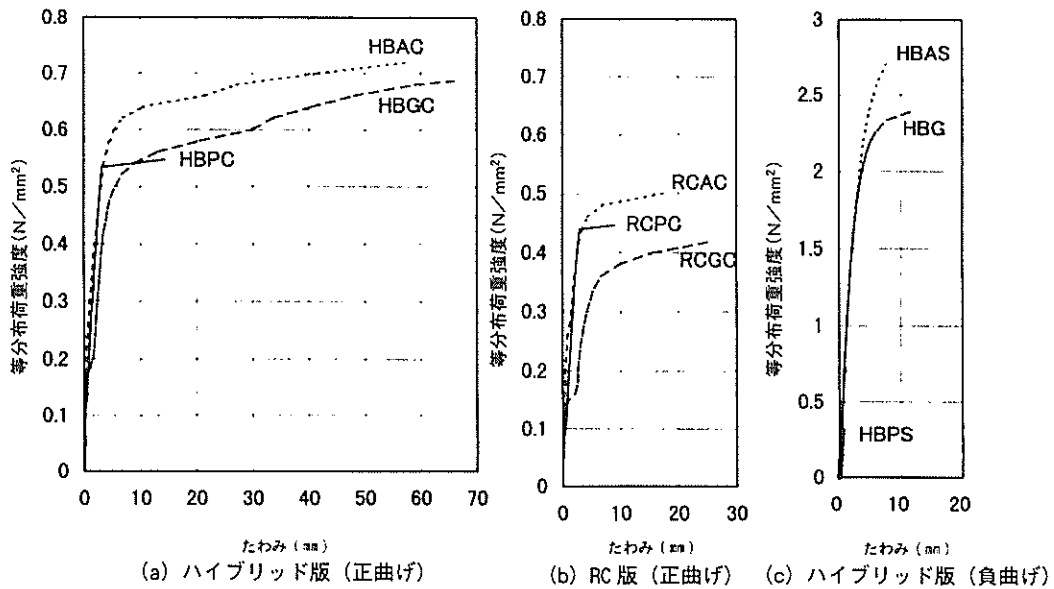 等分布荷重強度(N/mm²)
0.8
0.7
0.6
0.5
0.4
0.3
0.2
0.1
0
HBAC
HBGC
HBPC
0 10 20 30 40 50 60 70
たわみ (mm)
(a) ハイブリッド版 (正曲げ)
等分布荷重強度(N/mm²)
0.8
0.7
0.6
0.5
0.4
0.3
0.2
0.1
0
RCAC
RCPC
RCGC
0 10 20 30
たわみ (mm)
(b) RC版 (正曲げ)
等分布荷重強度(N/mm²)
3
2.5
2
1.5
1
0.5
0
HBAS
HBG
HBPS
0 10 20
たわみ (mm)
(c) ハイブリッド版 (負曲げ)